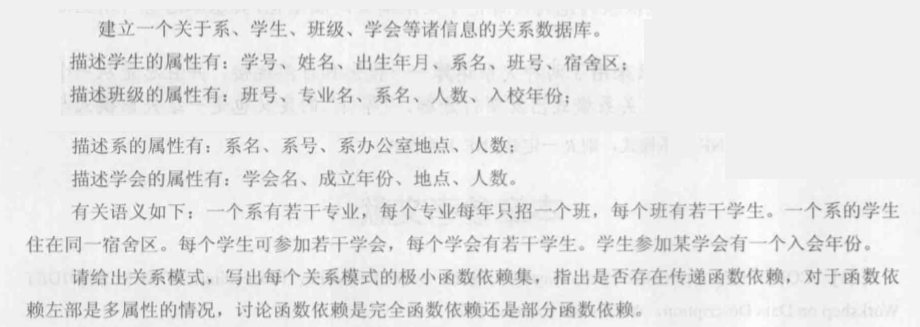 建立一个关于系、学生、班级、学会等诸信息的关系数据库。
描述学生的属性有：学号、姓名、出生年月、系名、班号、宿舍区；
描述班级的属性有：班号、专业名、系名、人数、入校年份；
描述系的属性有：系名、系号、系办公室地点、人数；
描述学会的属性有：学会名、成立年份、地点、人数。
有关语义如下：一个系有若干专业，每个专业每年只招一个班，每个班有若干学生。一个系的学生
住在同一宿舍区。每个学生可参加若干学会，每个学会有若干学生。学生参加某学会有一个入会年份。
请给出关系模式，写出每个关系模式的极小函数依赖集，指出是否存在传递函数依赖，对于函数依
赖左部是多属性的情况，讨论函数依赖是完全函数依赖还是部分函数依赖。